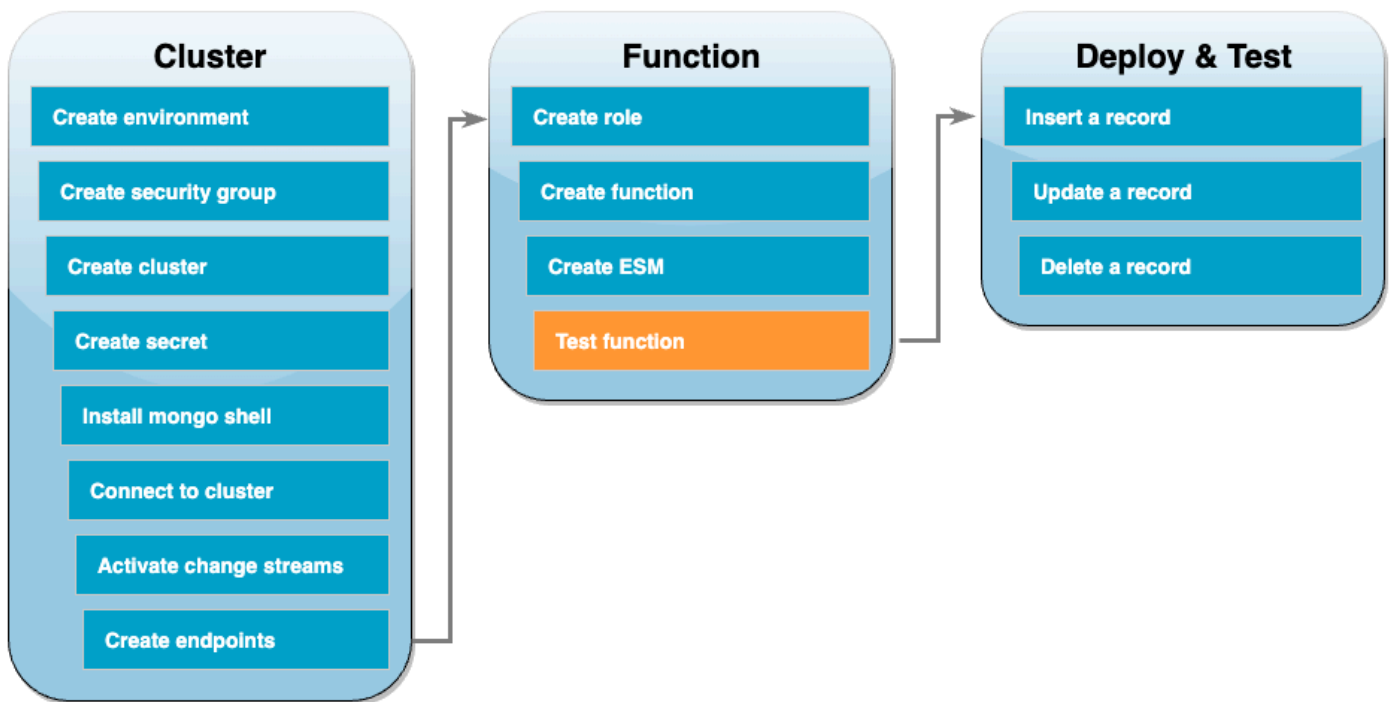 Cluster
Create environment
Create security group
Create cluster
Create secret
Install mongo shell
Connect to cluster
Activate change streams
Create endpoints
Function
Create role
Create function
Create ESM
Test function
Deploy & Test
Insert a record
Update a record
Delete a record